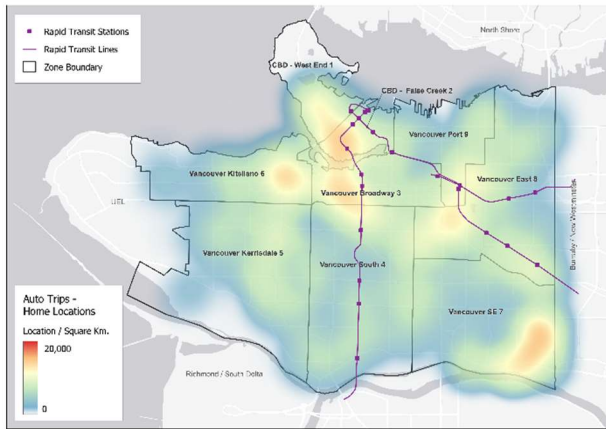 Rapid Transit Stations
Rapid Transit Lines
Zone Boundary
North Shore
CBD - West End 1
CBD - False Creek 2
Vancouver Port 9
Vancouver Kitsilano 6
Vancouver East 8
Vancouver Broadway 3
UEL
Vancouver Kerrisdale 5
Vancouver South 4
Burnaby / New Westminster
Vancouver SE 7
Auto Trips -
Home Locations
Location / Square Km.
20,000
0
Richmond / South Delta